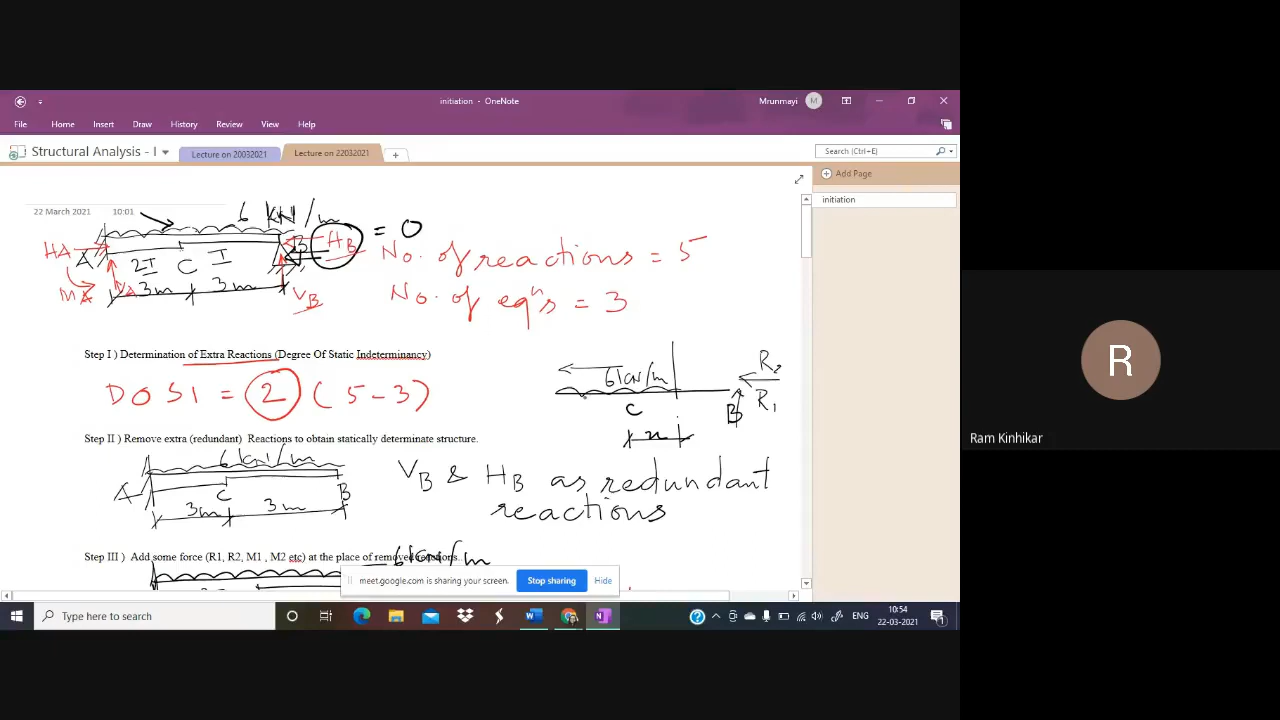 initiation - OneNote
Mrunmayi
M
File Home Insert Draw History Review View Help
Structural Analysis - I
Lecture on 20032021
Lecture on 22032021
Search (Ctrl+E)
Add Page
initiation
22 March 2021 10:01
6 kN/m
HA
A
2I
C
I
B
HB
= 0
MA
VA
3m
3m
VB
No. of reactions = 5
No. of eqn's = 3
Step I ) Determination of Extra Reactions (Degree Of Static Indeterminancy)
DOSI = 2 (5-3)
6kN/m
C
x
B
R2
R1
Step II ) Remove extra (redundant) Reactions to obtain statically determinate structure.
6kN/m
A
C
B
3m
3m
VB & HB as redundant
reactions
Step III ) Add some force (R1, R2, M1 , M2 etc) at the place of removed reactions.
6kN/m
meet.google.com is sharing your screen.
Stop sharing
Hide
Type here to search
ENG
10:54
22-03-2021
R
Ram Kinhikar